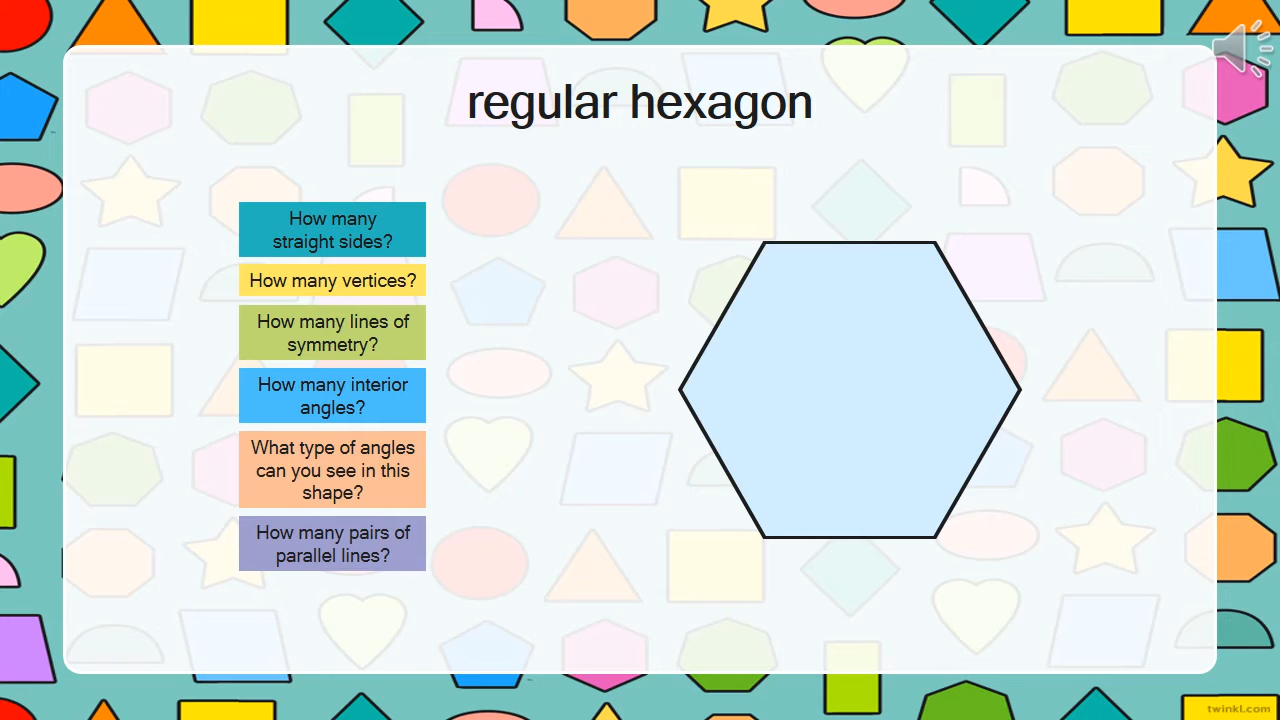 regular hexagon
How many
straight sides?
How many vertices?
How many lines of
symmetry?
How many interior
angles?
What type of angles
can you see in this
shape?
How many pairs of
parallel lines?
twinkl.com